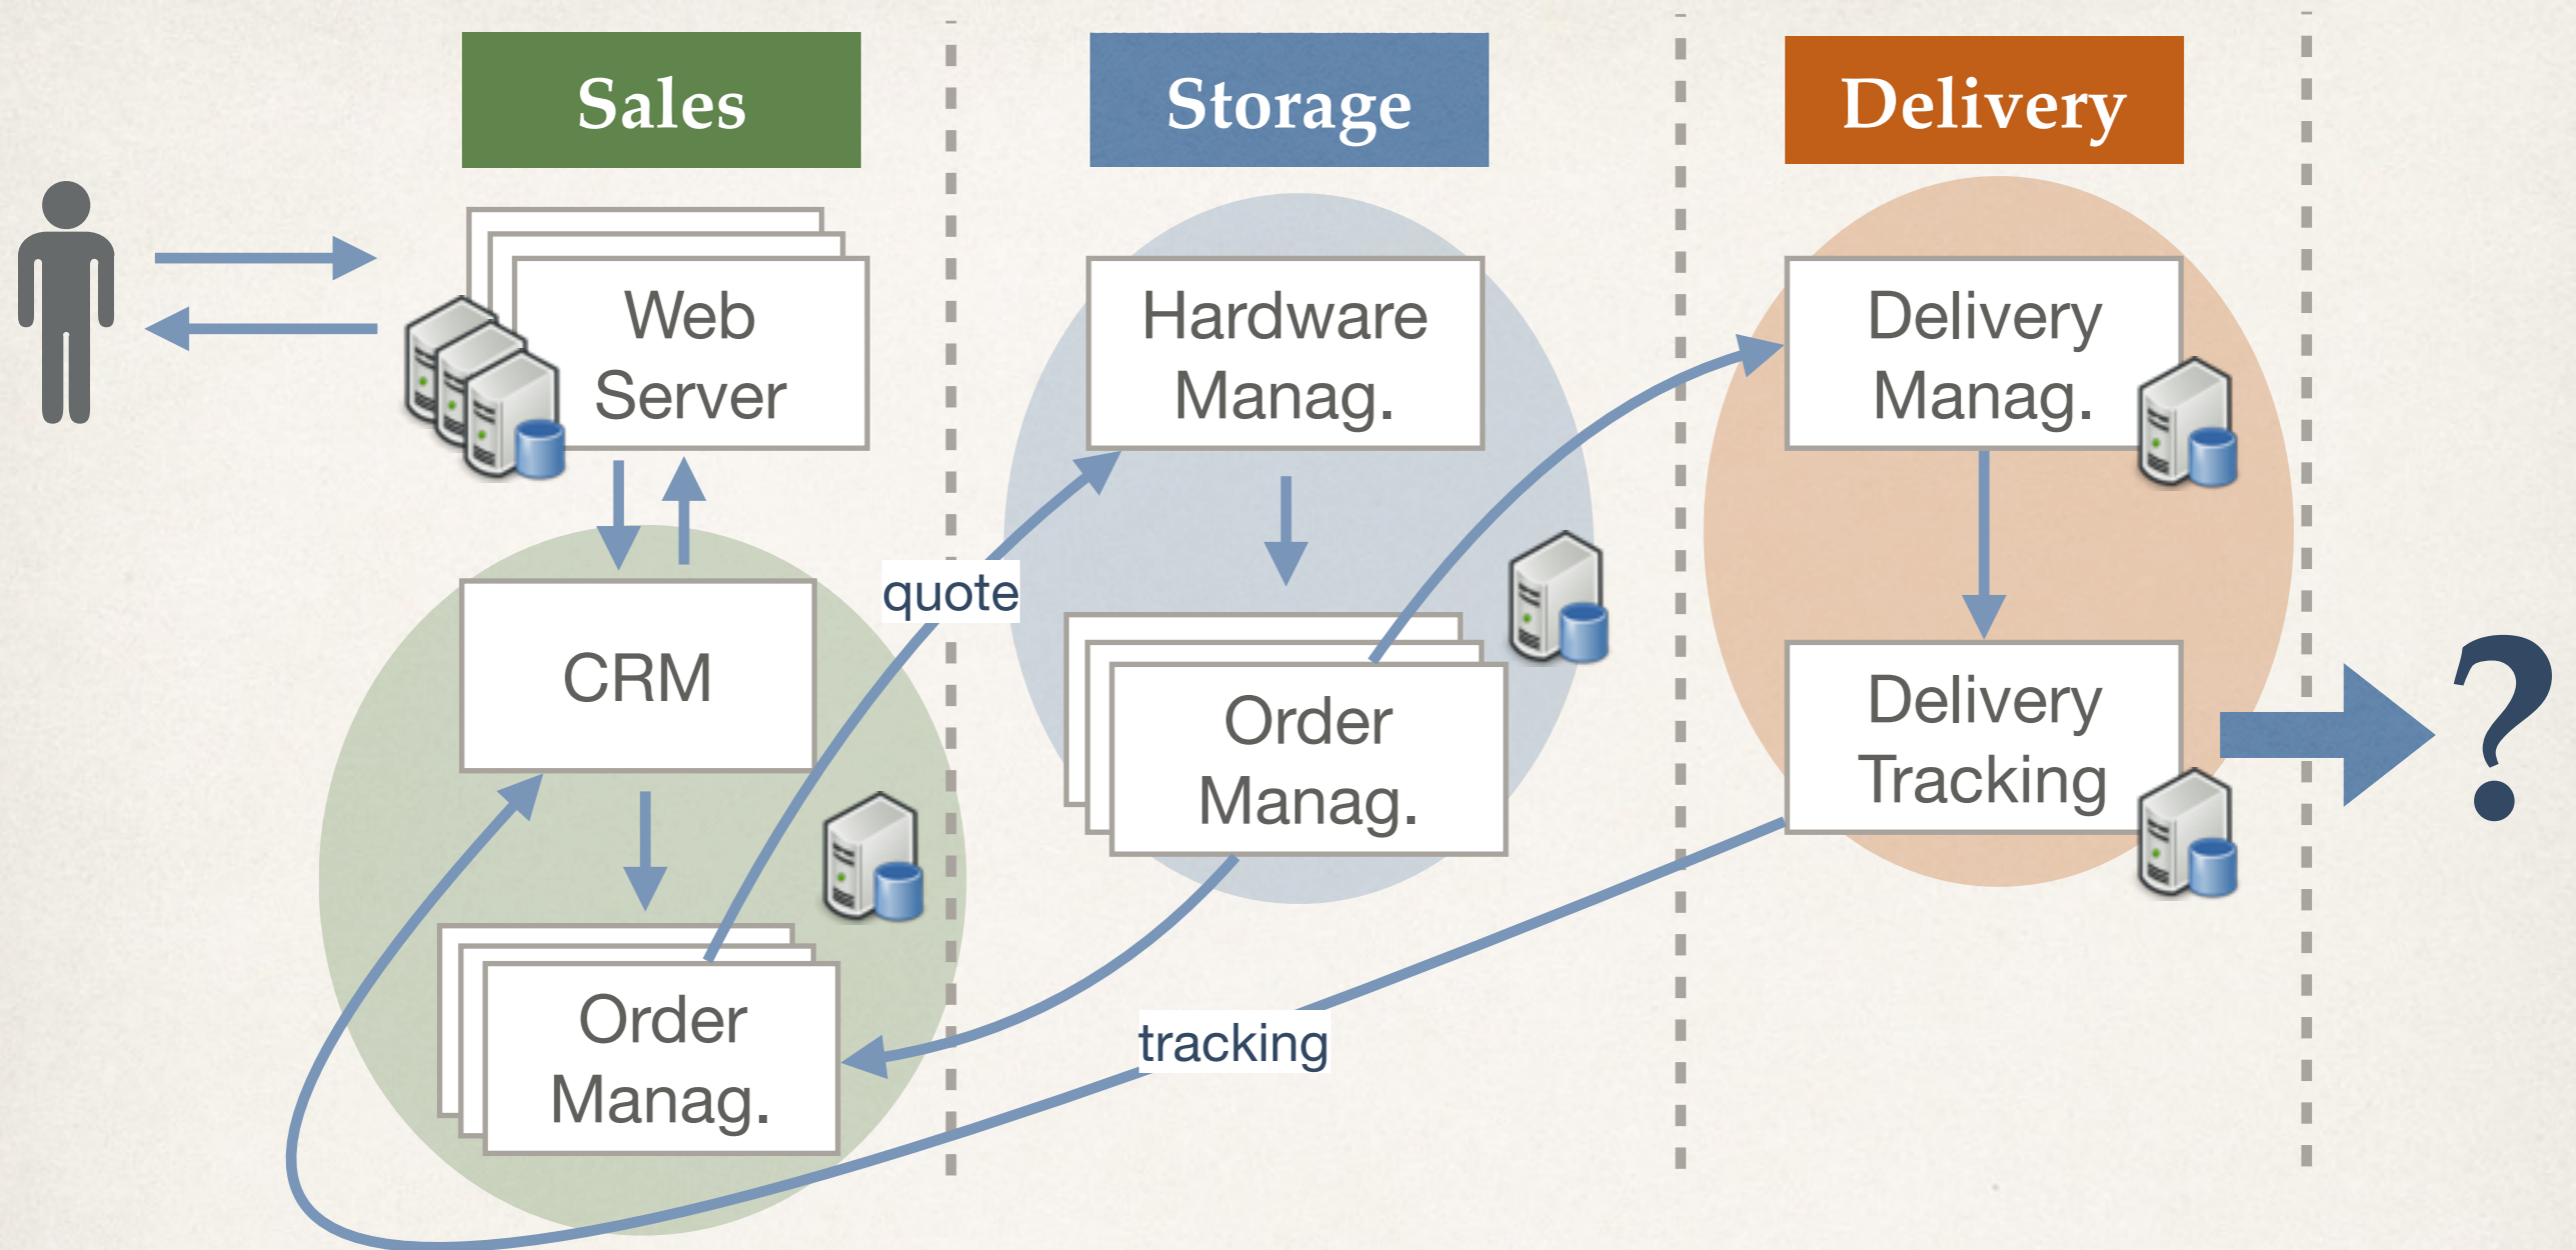 Sales
Storage
Delivery
Web
Server
Hardware
Manag.
Delivery
Manag.
quote
CRM
Order
Manag.
Delivery
Tracking
?
Order
Manag.
tracking